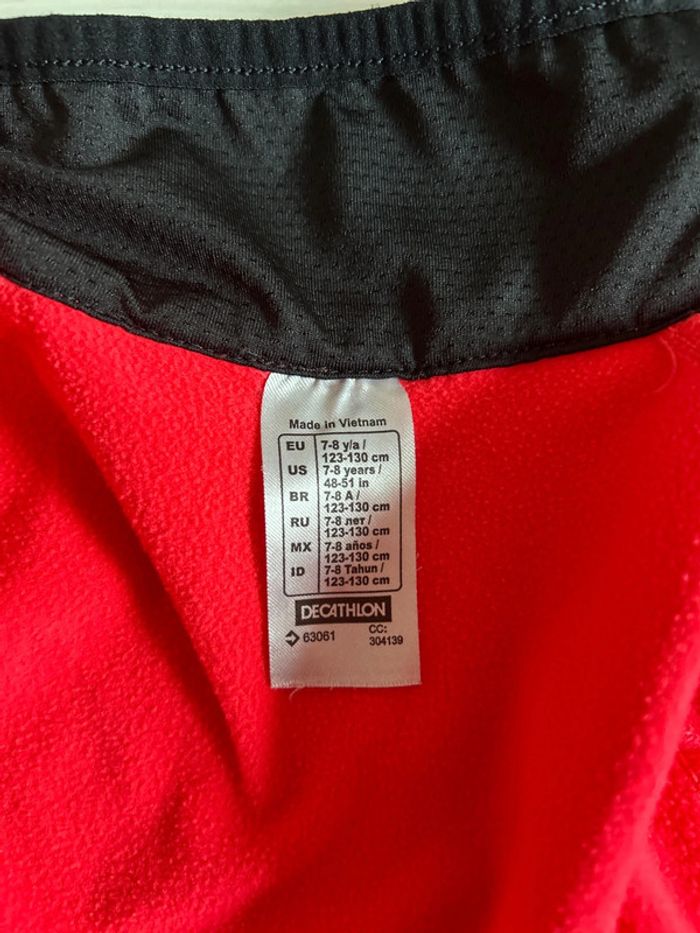 Made in Vietnam
EU 7-8 y/a /
123-130 cm
US 7-8 years /
48-51 in
BR 7-8 A /
123-130 cm
RU 7-8 лет /
123-130 cm
MX 7-8 años /
123-130 cm
ID 7-8 Tahun /
123-130 cm
DECATHLON
63061 CC:
304139